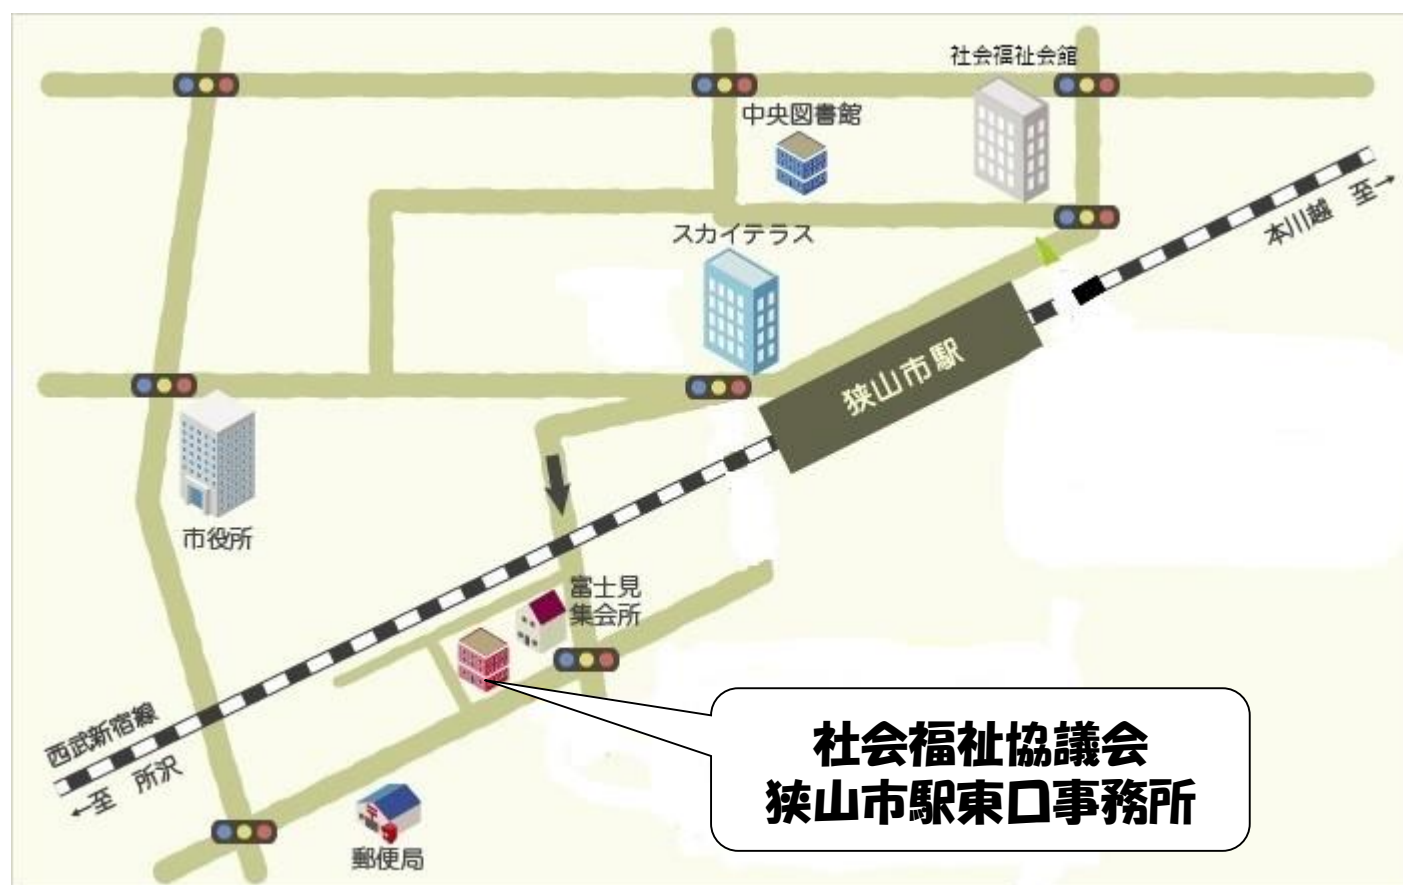 社会福祉会館
中央図書館
本川越 至→
スカイテラス
狭山市駅
市役所
富士見
集会所
西武新宿線
←至 所沢
社会福祉協議会
狭山市駅東口事務所
郵便局